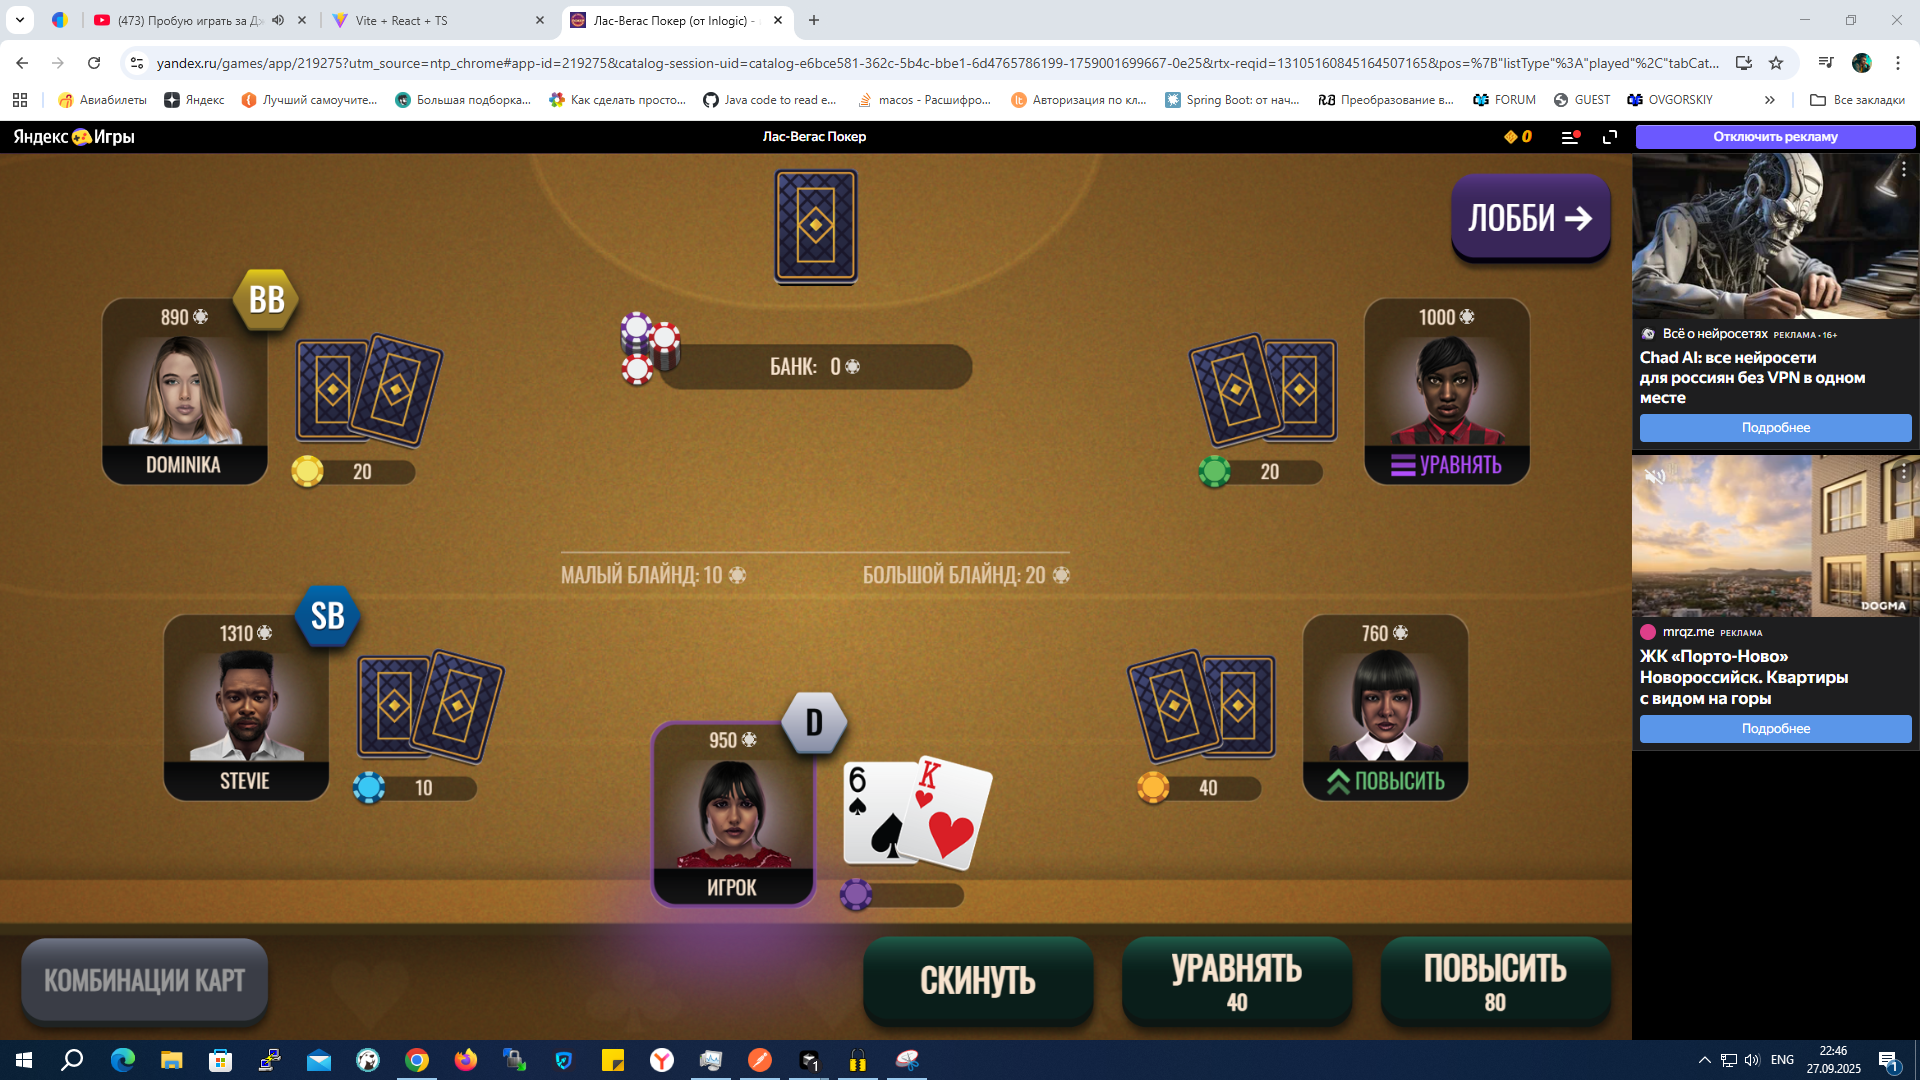 (473) Пробую играть за Дж
Vite + React + TS
Лас-Вегас Покер (от Inlogic) -
yandex.ru/games/app/219275?utm_source=ntp_chrome#app-id=219275&catalog-session-uid=catalog-e6bce581-362c-5b4c-bbe1-6d4765786199-1759001699667-0e25&rtx-reqid=13105160845164507165&pos=%7B"listType"%3A"played"%2C"tabCat...
Авиабилеты
Яндекс
Лучший самоучите...
Большая подборка...
Как сделать просто...
Java code to read e...
macos - Расшифро...
Авторизация по кл...
Spring Boot: от нач...
Преобразование в...
FORUM
GUEST
OVGORSKIY
Все закладки
Яндекс Игры
Лас-Вегас Покер
0
Отключить рекламу
ЛОББИ
BB
890
DOMINIKA
20
БАНК: 0
1000
УРАВНЯТЬ
20
МАЛЫЙ БЛАЙНД: 10
БОЛЬШОЙ БЛАЙНД: 20
SB
1310
STEVIE
10
D
950
ИГРОК
6
K
760
ПОВЫСИТЬ
40
КОМБИНАЦИИ КАРТ
СКИНУТЬ
УРАВНЯТЬ
40
ПОВЫСИТЬ
80
Всё о нейросетях РЕКЛАМА • 16+
Chad AI: все нейросети
для россиян без VPN в одном
месте
Подробнее
DOGMA
mrqz.me РЕКЛАМА
ЖК «Порто-Ново»
Новороссийск. Квартиры
с видом на горы
Подробнее
ENG
22:46
27.09.2025
1